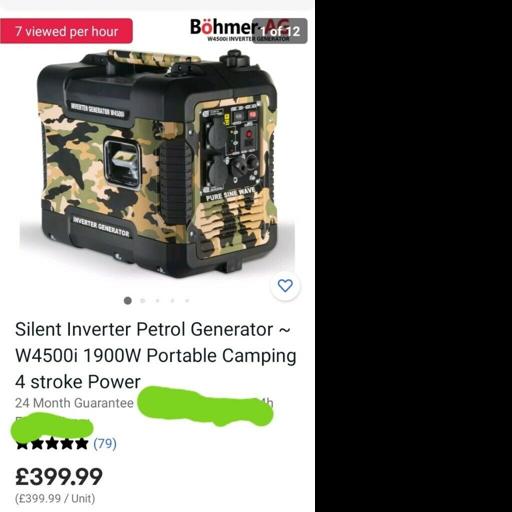 7 viewed per hour
Böhmer-AG
1 of 12
W4500i INVERTER GENERATOR
INVERTER GENERATOR W4500i
PURE SINE WAVE
INVERTER GENERATOR
Silent Inverter Petrol Generator ~
W4500i 1900W Portable Camping
4 stroke Power
24 Month Guarantee
(79)
£399.99
(£399.99 / Unit)